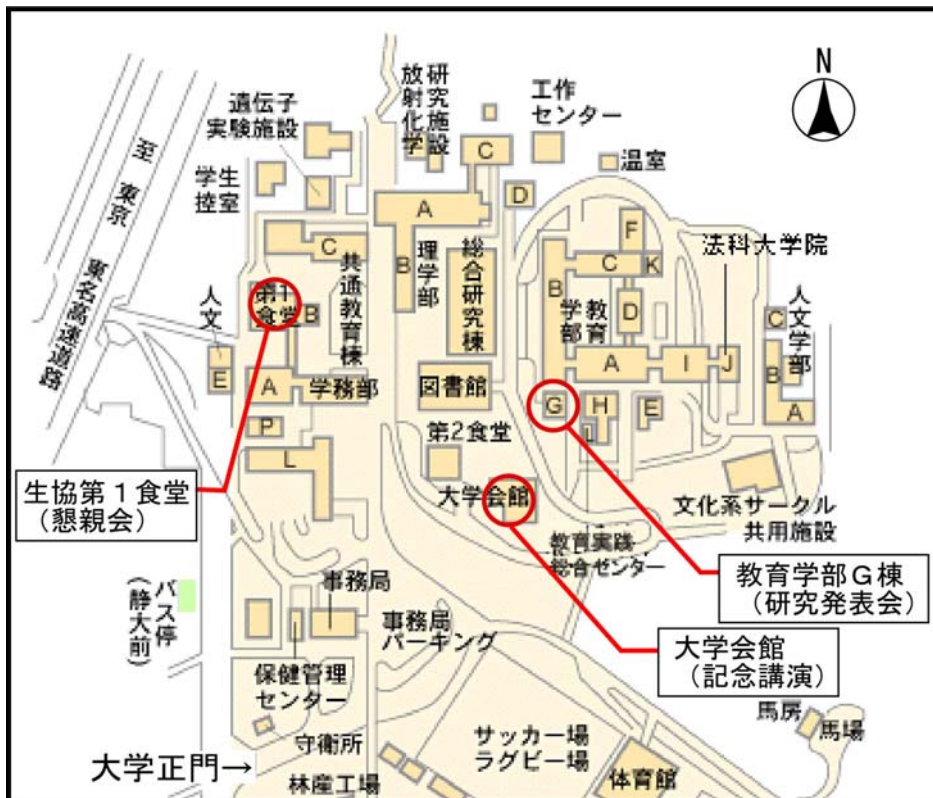 N
遺伝子
実験施設
放射化学
研究施設
工作
センター
温室
学生
控室
至 東京
東名高速道路
C
D
A
B
理学部
総合研究棟
C
共通教育棟
F
C
K
B
D
教育
学部
A
I
J
法科大学院
人文学部
C
B
A
第1
食堂
B
人文
E
A
学務部
P
L
図書館
第2食堂
G
H
E
L
大学会館
文化系サークル
共用施設
教育実践
総合センター
生協第1食堂
(懇親会)
教育学部G棟
(研究発表会)
大学会館
(記念講演)
バス停
(静大前)
事務局
事務局
パーキング
保健管理
センター
守衛所
大学正門→
林産工場
サッカー場
ラグビー場
体育館
馬房
馬場